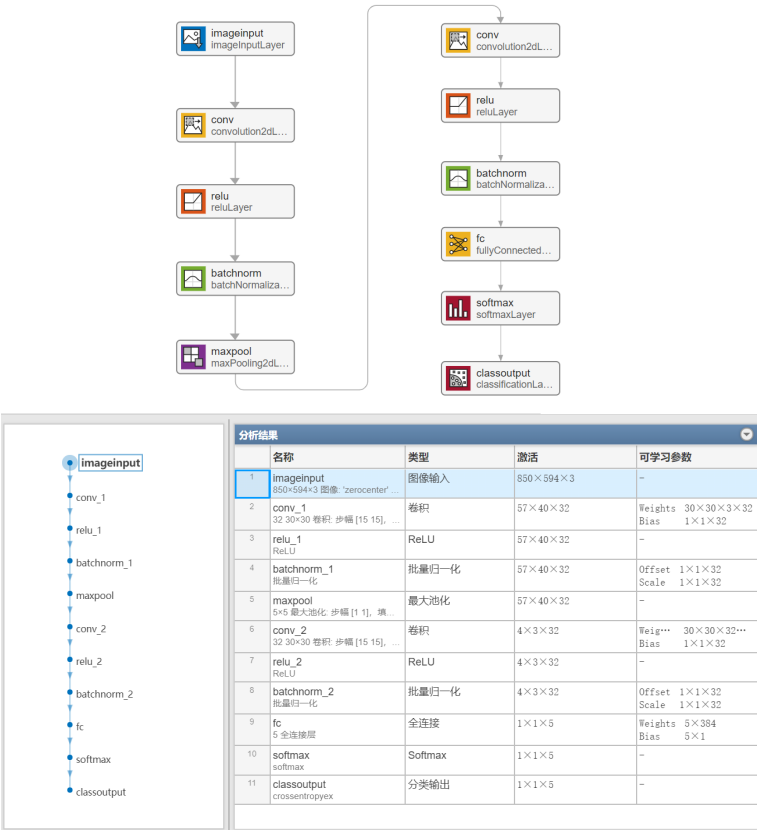 imageinput
imageInputLayer
conv
convolution2dL...
relu
reluLayer
batchnorm
batchNormaliza...
maxpool
maxPooling2dL...
conv
convolution2dL...
relu
reluLayer
batchnorm
batchNormaliza...
fc
fullyConnected...
softmax
softmaxLayer
classoutput
classificationLa...
imageinput
conv_1
relu_1
batchnorm_1
maxpool
conv_2
relu_2
batchnorm_2
fc
softmax
classoutput
分析结果
名称 类型 激活 可学习参数
1 imageinput 图像输入 850×594×3 -
850×594×3 图像: 'zerocenter' ...
2 conv_1 卷积 57×40×32 Weights 30×30×3×32
32 30×30 卷积: 步幅 [15 15], ... Bias 1×1×32
3 relu_1 ReLU 57×40×32 -
ReLU
4 batchnorm_1 批量归一化 57×40×32 Offset 1×1×32
批量归一化 Scale 1×1×32
5 maxpool 最大池化 57×40×32 -
5×5 最大池化: 步幅 [1 1], 填...
6 conv_2 卷积 4×3×32 Weig··· 30×30×32···
32 30×30 卷积: 步幅 [15 15], ... Bias 1×1×32
7 relu_2 ReLU 4×3×32 -
ReLU
8 batchnorm_2 批量归一化 4×3×32 Offset 1×1×32
批量归一化 Scale 1×1×32
9 fc 全连接 1×1×5 Weights 5×384
5 全连接层 Bias 5×1
10 softmax Softmax 1×1×5 -
softmax
11 classoutput 分类输出 1×1×5 -
crossentropyex